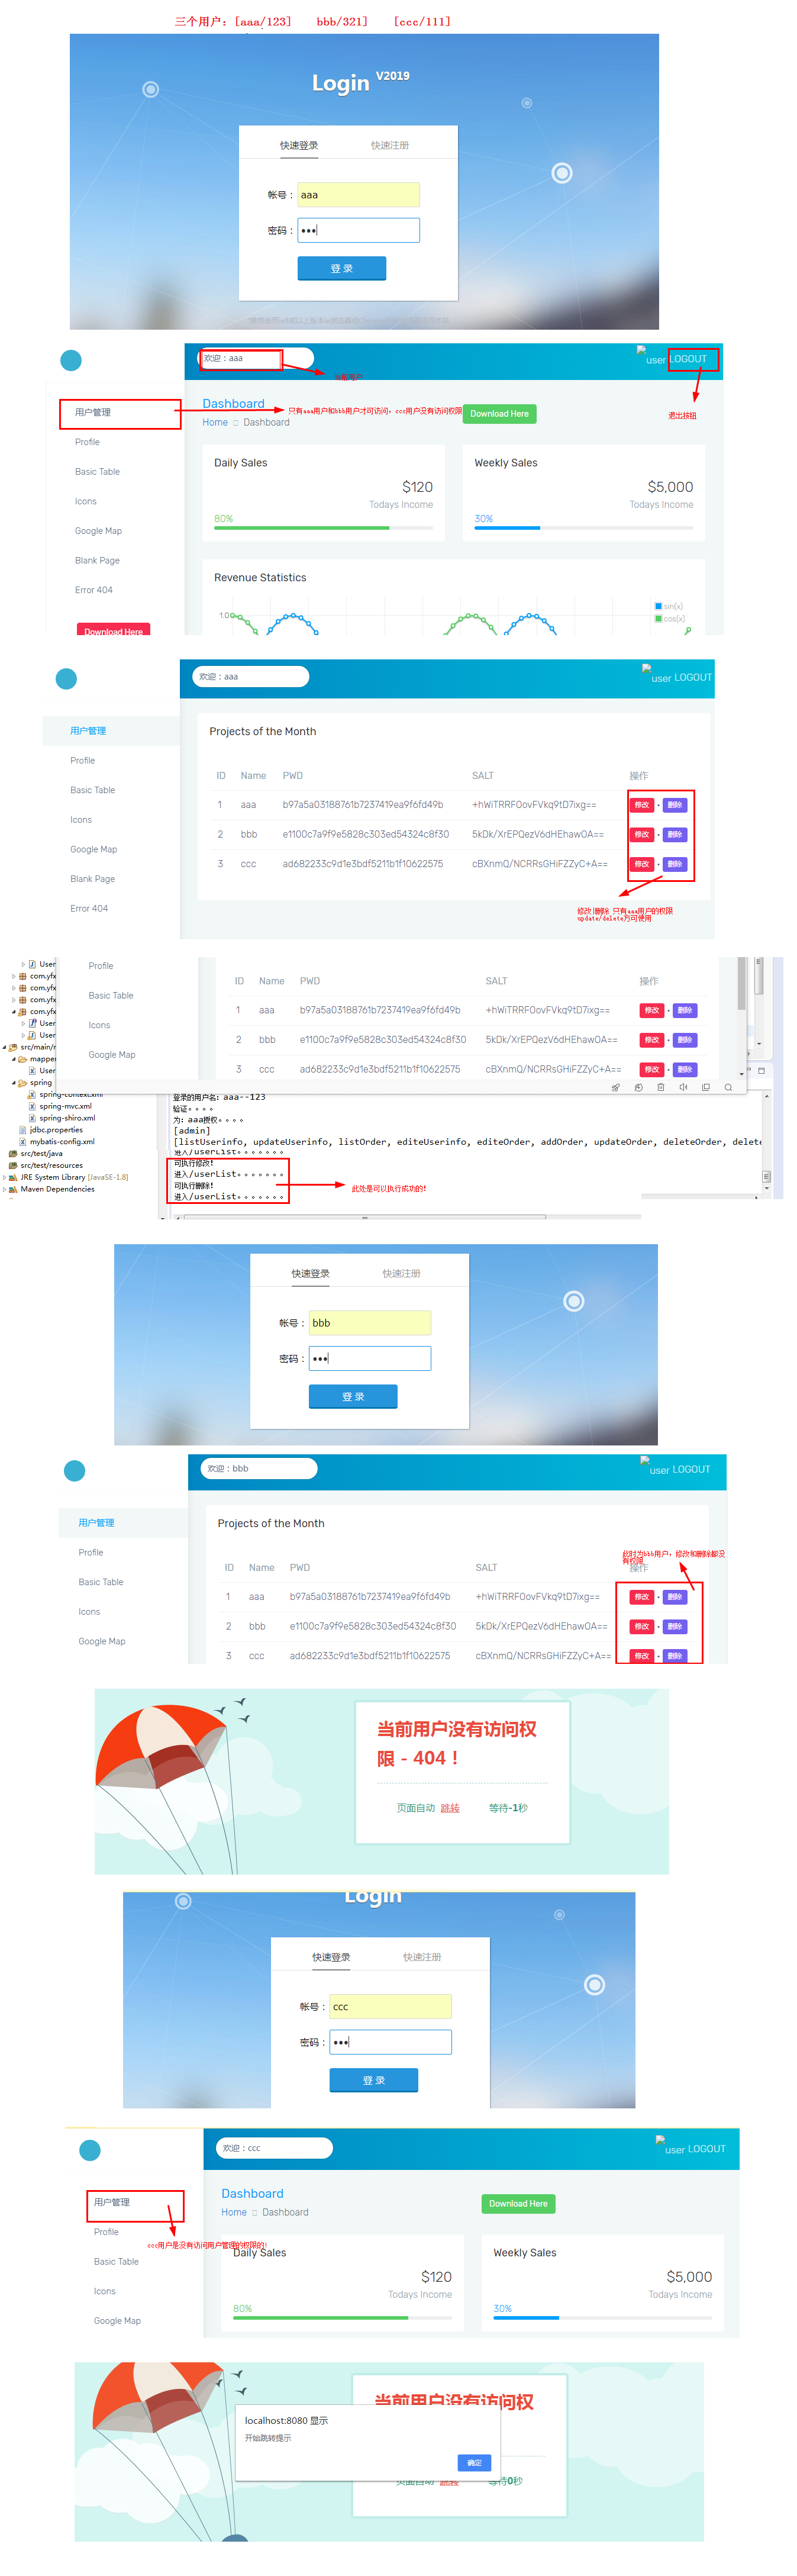 三个用户：[aaa/123] bbb/321] [ccc/111]
Login V2019
快速登录 快速注册
帐号： aaa
密码： •••
登 录
欢迎：aaa
user LOGOUT
当前用户
退出按钮
用户管理
只有aaa用户和bbb用户才可访问，ccc用户没有访问权限
Dashboard
Home Dashboard
Download Here
Profile
Basic Table
Icons
Google Map
Blank Page
Error 404
Download Here
Daily Sales
$120
Todays Income
80%
Weekly Sales
$5,000
Todays Income
30%
Revenue Statistics
1.0
sin(x)
cos(x)
欢迎：aaa
user LOGOUT
用户管理
Profile
Basic Table
Icons
Google Map
Blank Page
Error 404
Projects of the Month
ID Name PWD SALT 操作
1 aaa b97a5a03188761b7237419ea9f6fd49b +hWiTRRFOovFVkq9tD7ixg== 修改 • 删除
2 bbb e1100c7a9f9e5828c303ed54324c8f30 5kDk/XrEPQezV6dHEhawOA== 修改 • 删除
3 ccc ad682233c9d1e3bdf5211b1f10622575 cBXnmQ/NCRRsGHiFZZyC+A== 修改 • 删除
修改|删除 只有aaa用户的权限
update/delete方可使用
User
com.yfx
com.yfx
com.yfx
com.yfx
User
User
src/main/r
mapper
User
spring
spring-context.xml
spring-mvc.xml
spring-shiro.xml
jdbc.properties
mybatis-config.xml
src/test/java
src/test/resources
JRE System Library [JavaSE-1.8]
Maven Dependencies
Profile
Basic Table
Icons
Google Map
ID Name PWD SALT 操作
1 aaa b97a5a03188761b7237419ea9f6fd49b +hWiTRRFOovFVkq9tD7ixg== 修改 • 删除
2 bbb e1100c7a9f9e5828c303ed54324c8f30 5kDk/XrEPQezV6dHEhawOA== 修改 • 删除
3 ccc ad682233c9d1e3bdf5211b1f10622575 cBXnmQ/NCRRsGHiFZZyC+A== 修改 • 删除
登录的用户名：aaa--123
验证。。。。
为：aaa授权。。。。
[admin]
[listUserinfo, updateUserinfo, listOrder, editeUserinfo, editeOrder, addOrder, updateOrder, deleteOrder, delete
进入/userList。。。。。。。
可执行修改！
进入/userList。。。。。。。
可执行删除！
进入/userList。。。。。。。
此处是可以执行成功的！
快速登录 快速注册
帐号： bbb
密码： •••
登 录
欢迎：bbb
user LOGOUT
用户管理
Profile
Basic Table
Icons
Google Map
Projects of the Month
此时为bbb用户，修改和删除都没
有权限
ID Name PWD SALT 操作
1 aaa b97a5a03188761b7237419ea9f6fd49b +hWiTRRFOovFVkq9tD7ixg== 修改 • 删除
2 bbb e1100c7a9f9e5828c303ed54324c8f30 5kDk/XrEPQezV6dHEhawOA== 修改 • 删除
3 ccc ad682233c9d1e3bdf5211b1f10622575 cBXnmQ/NCRRsGHiFZZyC+A== 修改 • 删除
当前用户没有访问权
限 - 404！
页面自动 跳转 等待-1秒
Login
快速登录 快速注册
帐号： ccc
密码： •••
登 录
欢迎：ccc
user LOGOUT
用户管理
ccc用户是没有访问用户管理的权限的！
Profile
Basic Table
Icons
Google Map
Dashboard
Home Dashboard
Download Here
Daily Sales
$120
Todays Income
80%
Weekly Sales
$5,000
Todays Income
30%
当前用户没有访问权
localhost:8080 显示
开始跳转提示
确定
页面自动 跳转 等待0秒